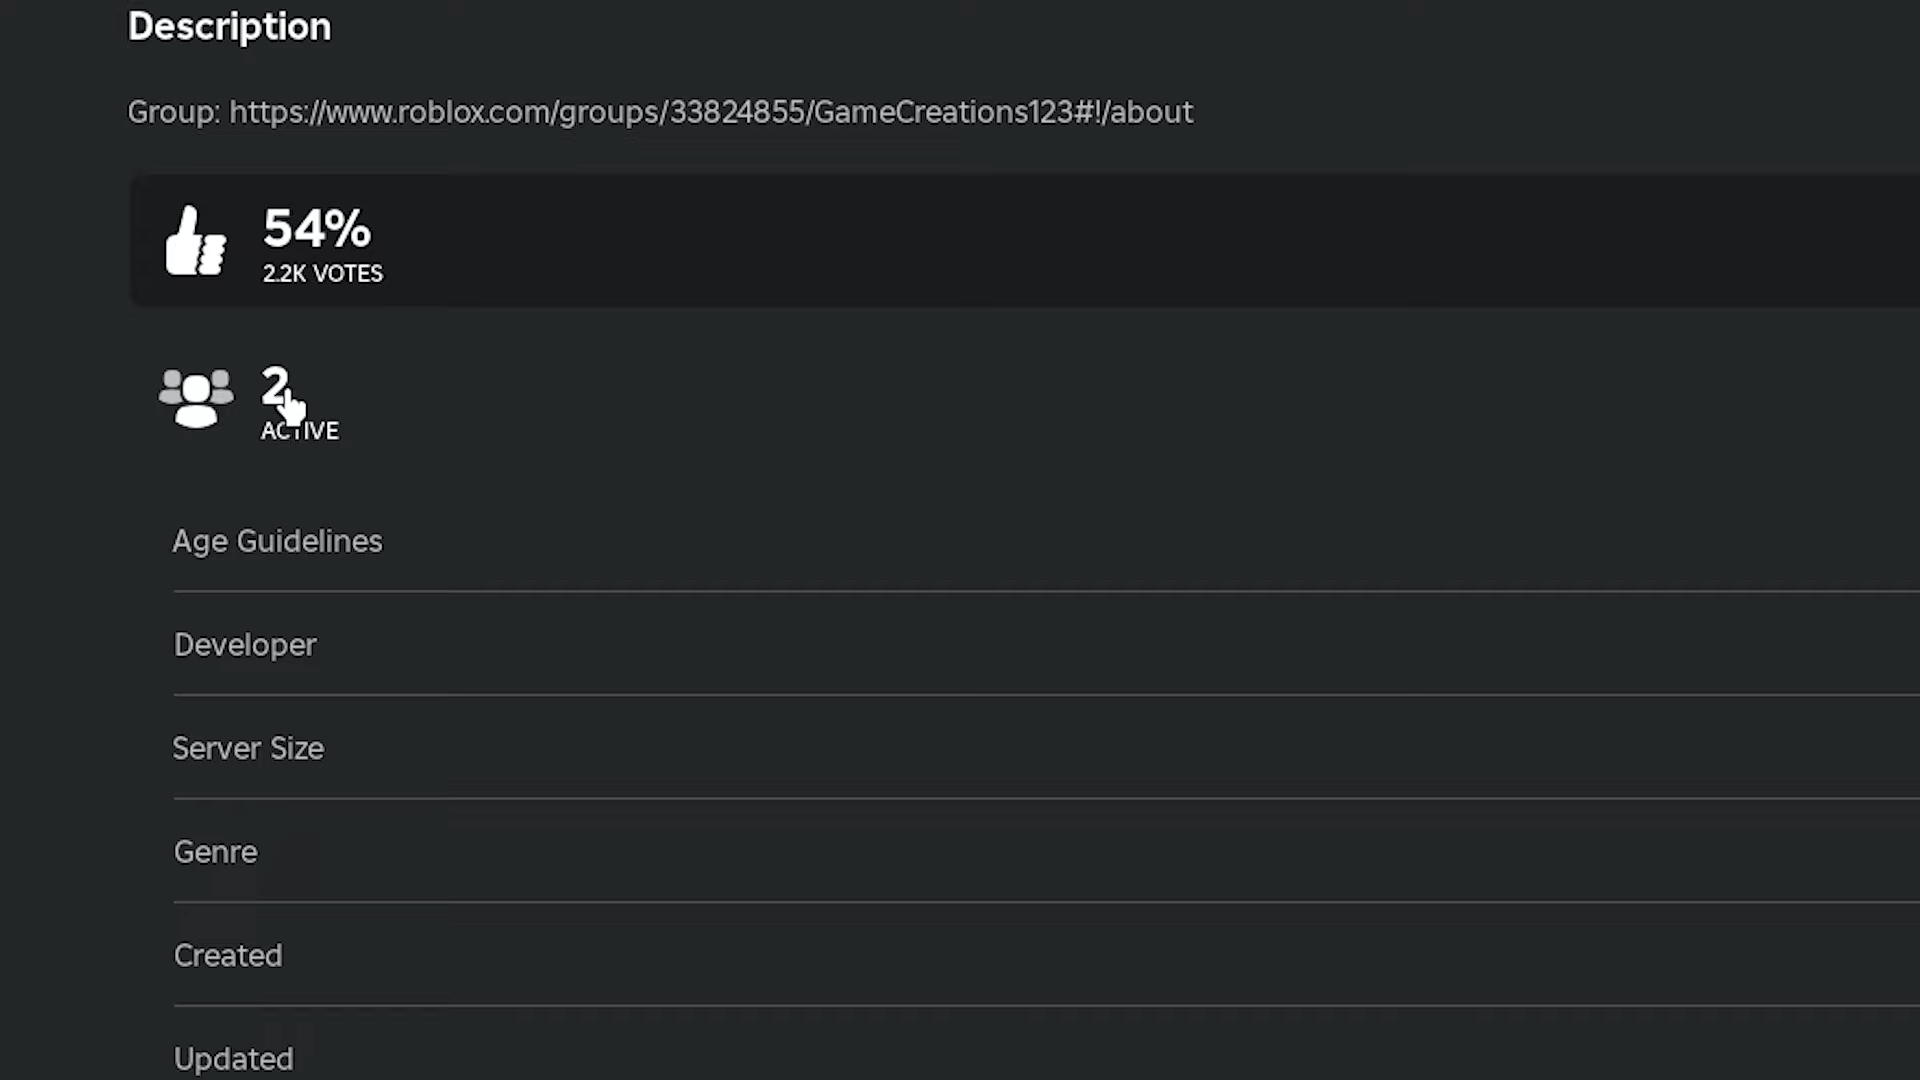 Description
Group: https://www.roblox.com/groups/33824855/GameCreations123#!/about
54%
2.2K VOTES
2
ACTIVE
Age Guidelines
Developer
Server Size
Genre
Created
Updated